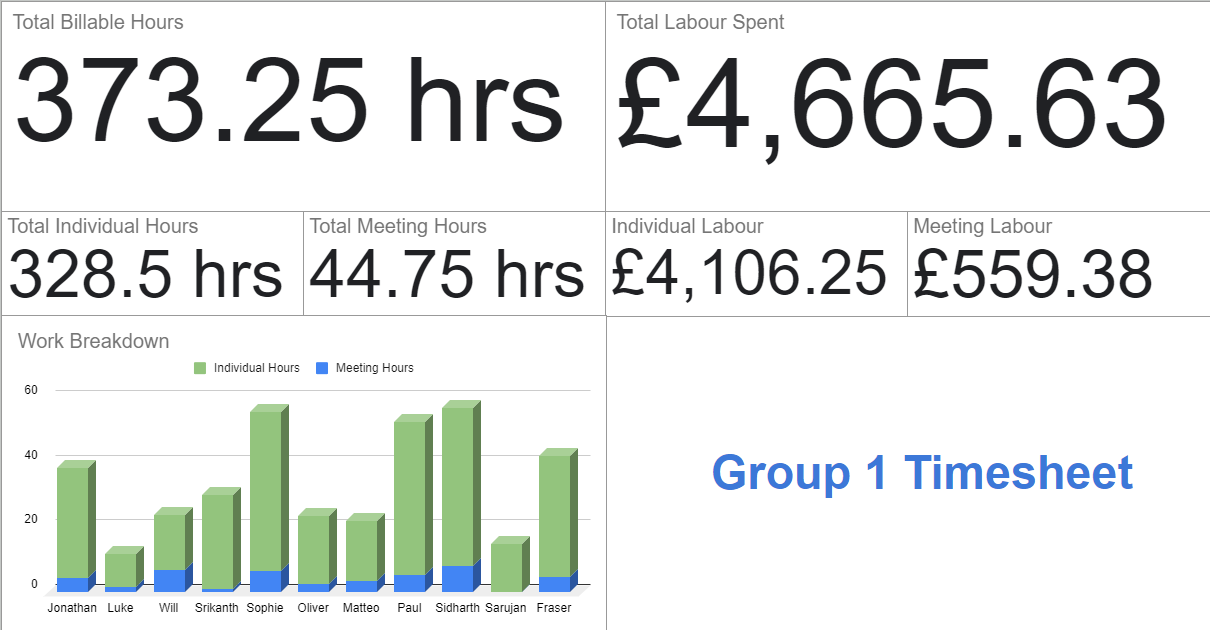 Total Billable Hours
373.25 hrs
Total Labour Spent
£4,665.63
Total Individual Hours
328.5 hrs
Total Meeting Hours
44.75 hrs
Individual Labour
£4,106.25
Meeting Labour
£559.38
Work Breakdown
Individual Hours Meeting Hours
60
40
20
0
Jonathan Luke Will Srikanth Sophie Oliver Matteo Paul Sidharth Sarujan Fraser
Group 1 Timesheet